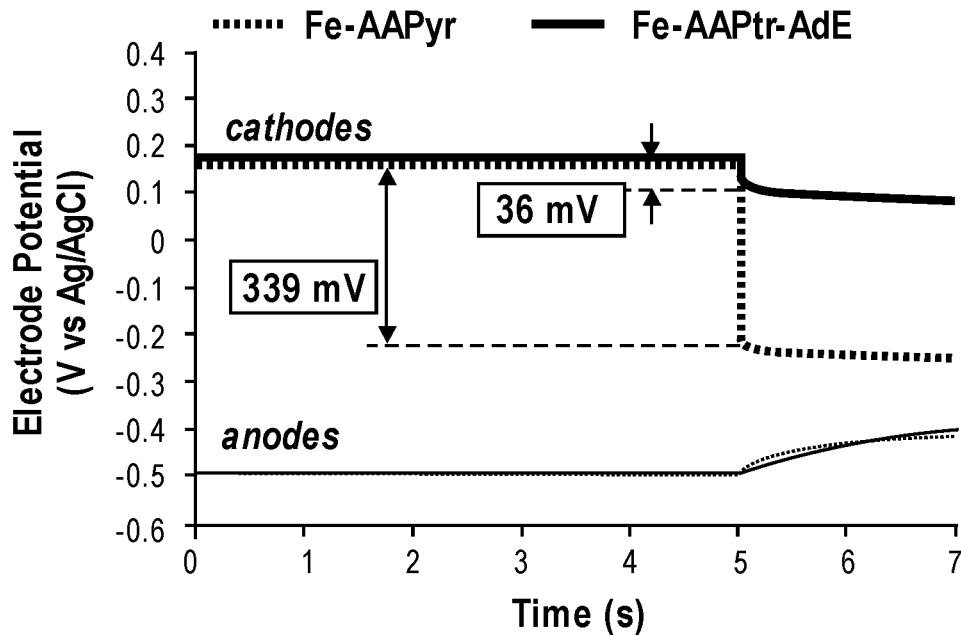 Fe-AAPyr
Fe-AAPtr-AdE
Electrode Potential
(V vs Ag/AgCl)
0.4
0.3
0.2
0.1
0
-0.1
-0.2
-0.3
-0.4
-0.5
-0.6
cathodes
36 mV
339 mV
anodes
0 1 2 3 4 5 6 7
Time (s)